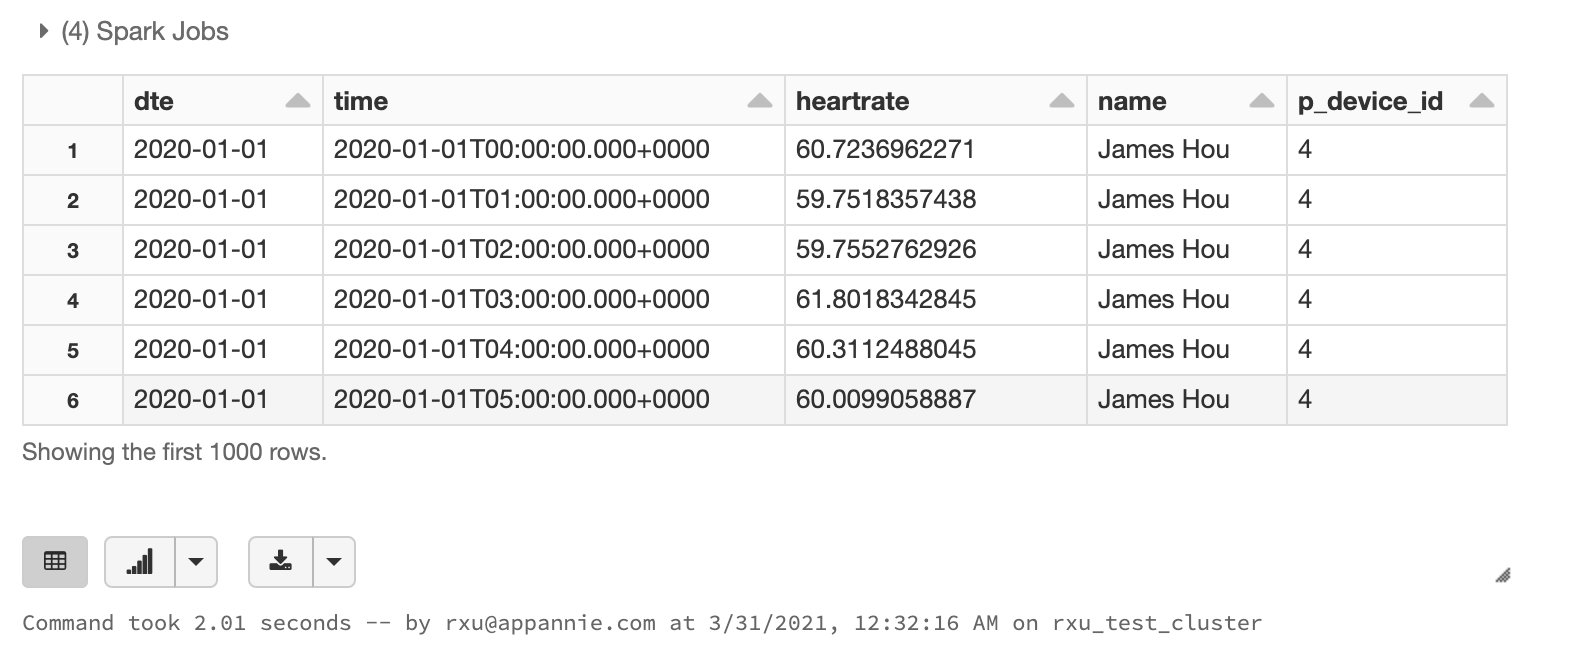 (4) Spark Jobs
dte time heartrate name p_device_id
1 2020-01-01 2020-01-01T00:00:00.000+0000 60.7236962271 James Hou 4
2 2020-01-01 2020-01-01T01:00:00.000+0000 59.7518357438 James Hou 4
3 2020-01-01 2020-01-01T02:00:00.000+0000 59.7552762926 James Hou 4
4 2020-01-01 2020-01-01T03:00:00.000+0000 61.8018342845 James Hou 4
5 2020-01-01 2020-01-01T04:00:00.000+0000 60.3112488045 James Hou 4
6 2020-01-01 2020-01-01T05:00:00.000+0000 60.0099058887 James Hou 4
Showing the first 1000 rows.
Command took 2.01 seconds -- by rxu@appannie.com at 3/31/2021, 12:32:16 AM on rxu_test_cluster